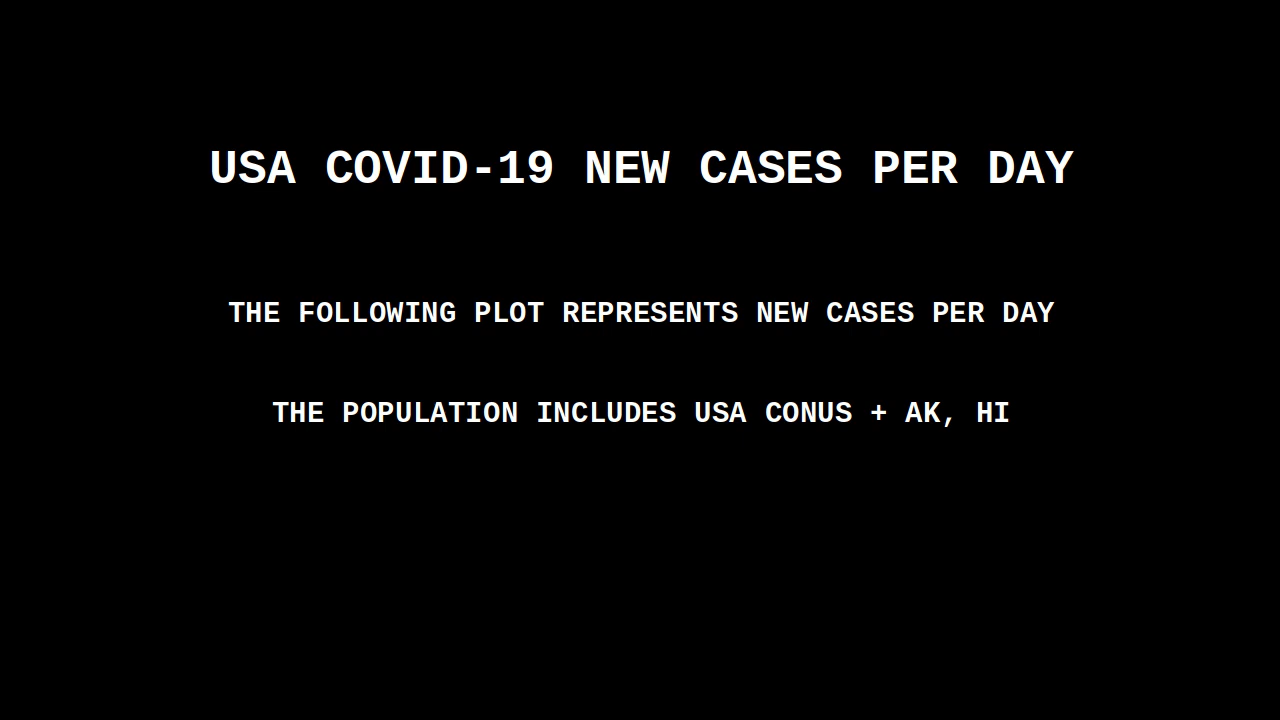 USA COVID-19 NEW CASES PER DAY
THE FOLLOWING PLOT REPRESENTS NEW CASES PER DAY
THE POPULATION INCLUDES USA CONUS + AK, HI